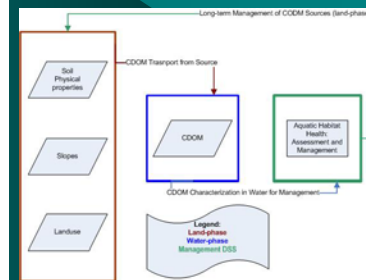 Long-term Management of CODM Sources (land-phase
CDOM Trasnport from Source
Soil
Physical
properties
CDOM
Aquatic Habitat
Health:
Assessment and
Management
Slopes
CDOM Characterization in Water for Management
Landuse
Legend:
Land-phase
Water-phase
Management DSS